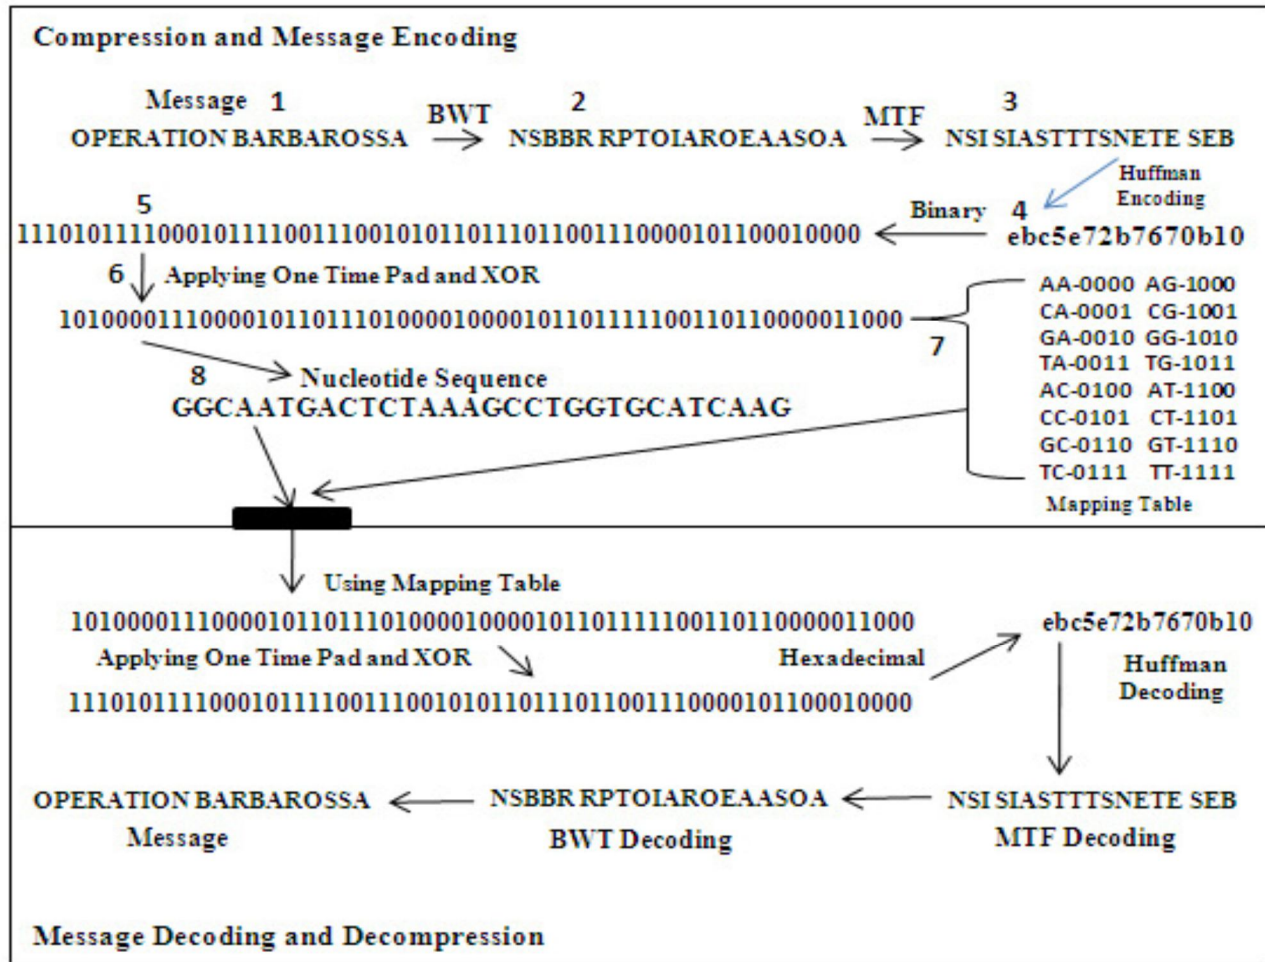 Compression and Message Encoding
Message 1 2 3
OPERATION BARBAROSSA BWT NSBBR RPTOIAROEAASOA MTF NSI SIASTTTSNETE SEB
Huffman
Encoding
5 Binary 4
111010111100010111100111001010110111011001110000101100010000 ebc5e72b7670b10
6 Applying One Time Pad and XOR
101000011100001011011101000010000101101111100110110000011000
7
AA-0000 AG-1000
CA-0001 CG-1001
GA-0010 GG-1010
TA-0011 TG-1011
AC-0100 AT-1100
CC-0101 CT-1101
GC-0110 GT-1110
TC-0111 TT-1111
Mapping Table
8 Nucleotide Sequence
GGCAATGACTCTAAAGCCTGGTGCATCAAG
Using Mapping Table
101000011100001011011101000010000101101111100110110000011000 ebc5e72b7670b10
Applying One Time Pad and XOR Hexadecimal Huffman
Decoding
111010111100010111100111001010110111011001110000101100010000
OPERATION BARBAROSSA NSBBR RPTOIAROEAASOA NSI SIASTTTSNETE SEB
Message BWT Decoding MTF Decoding
Message Decoding and Decompression